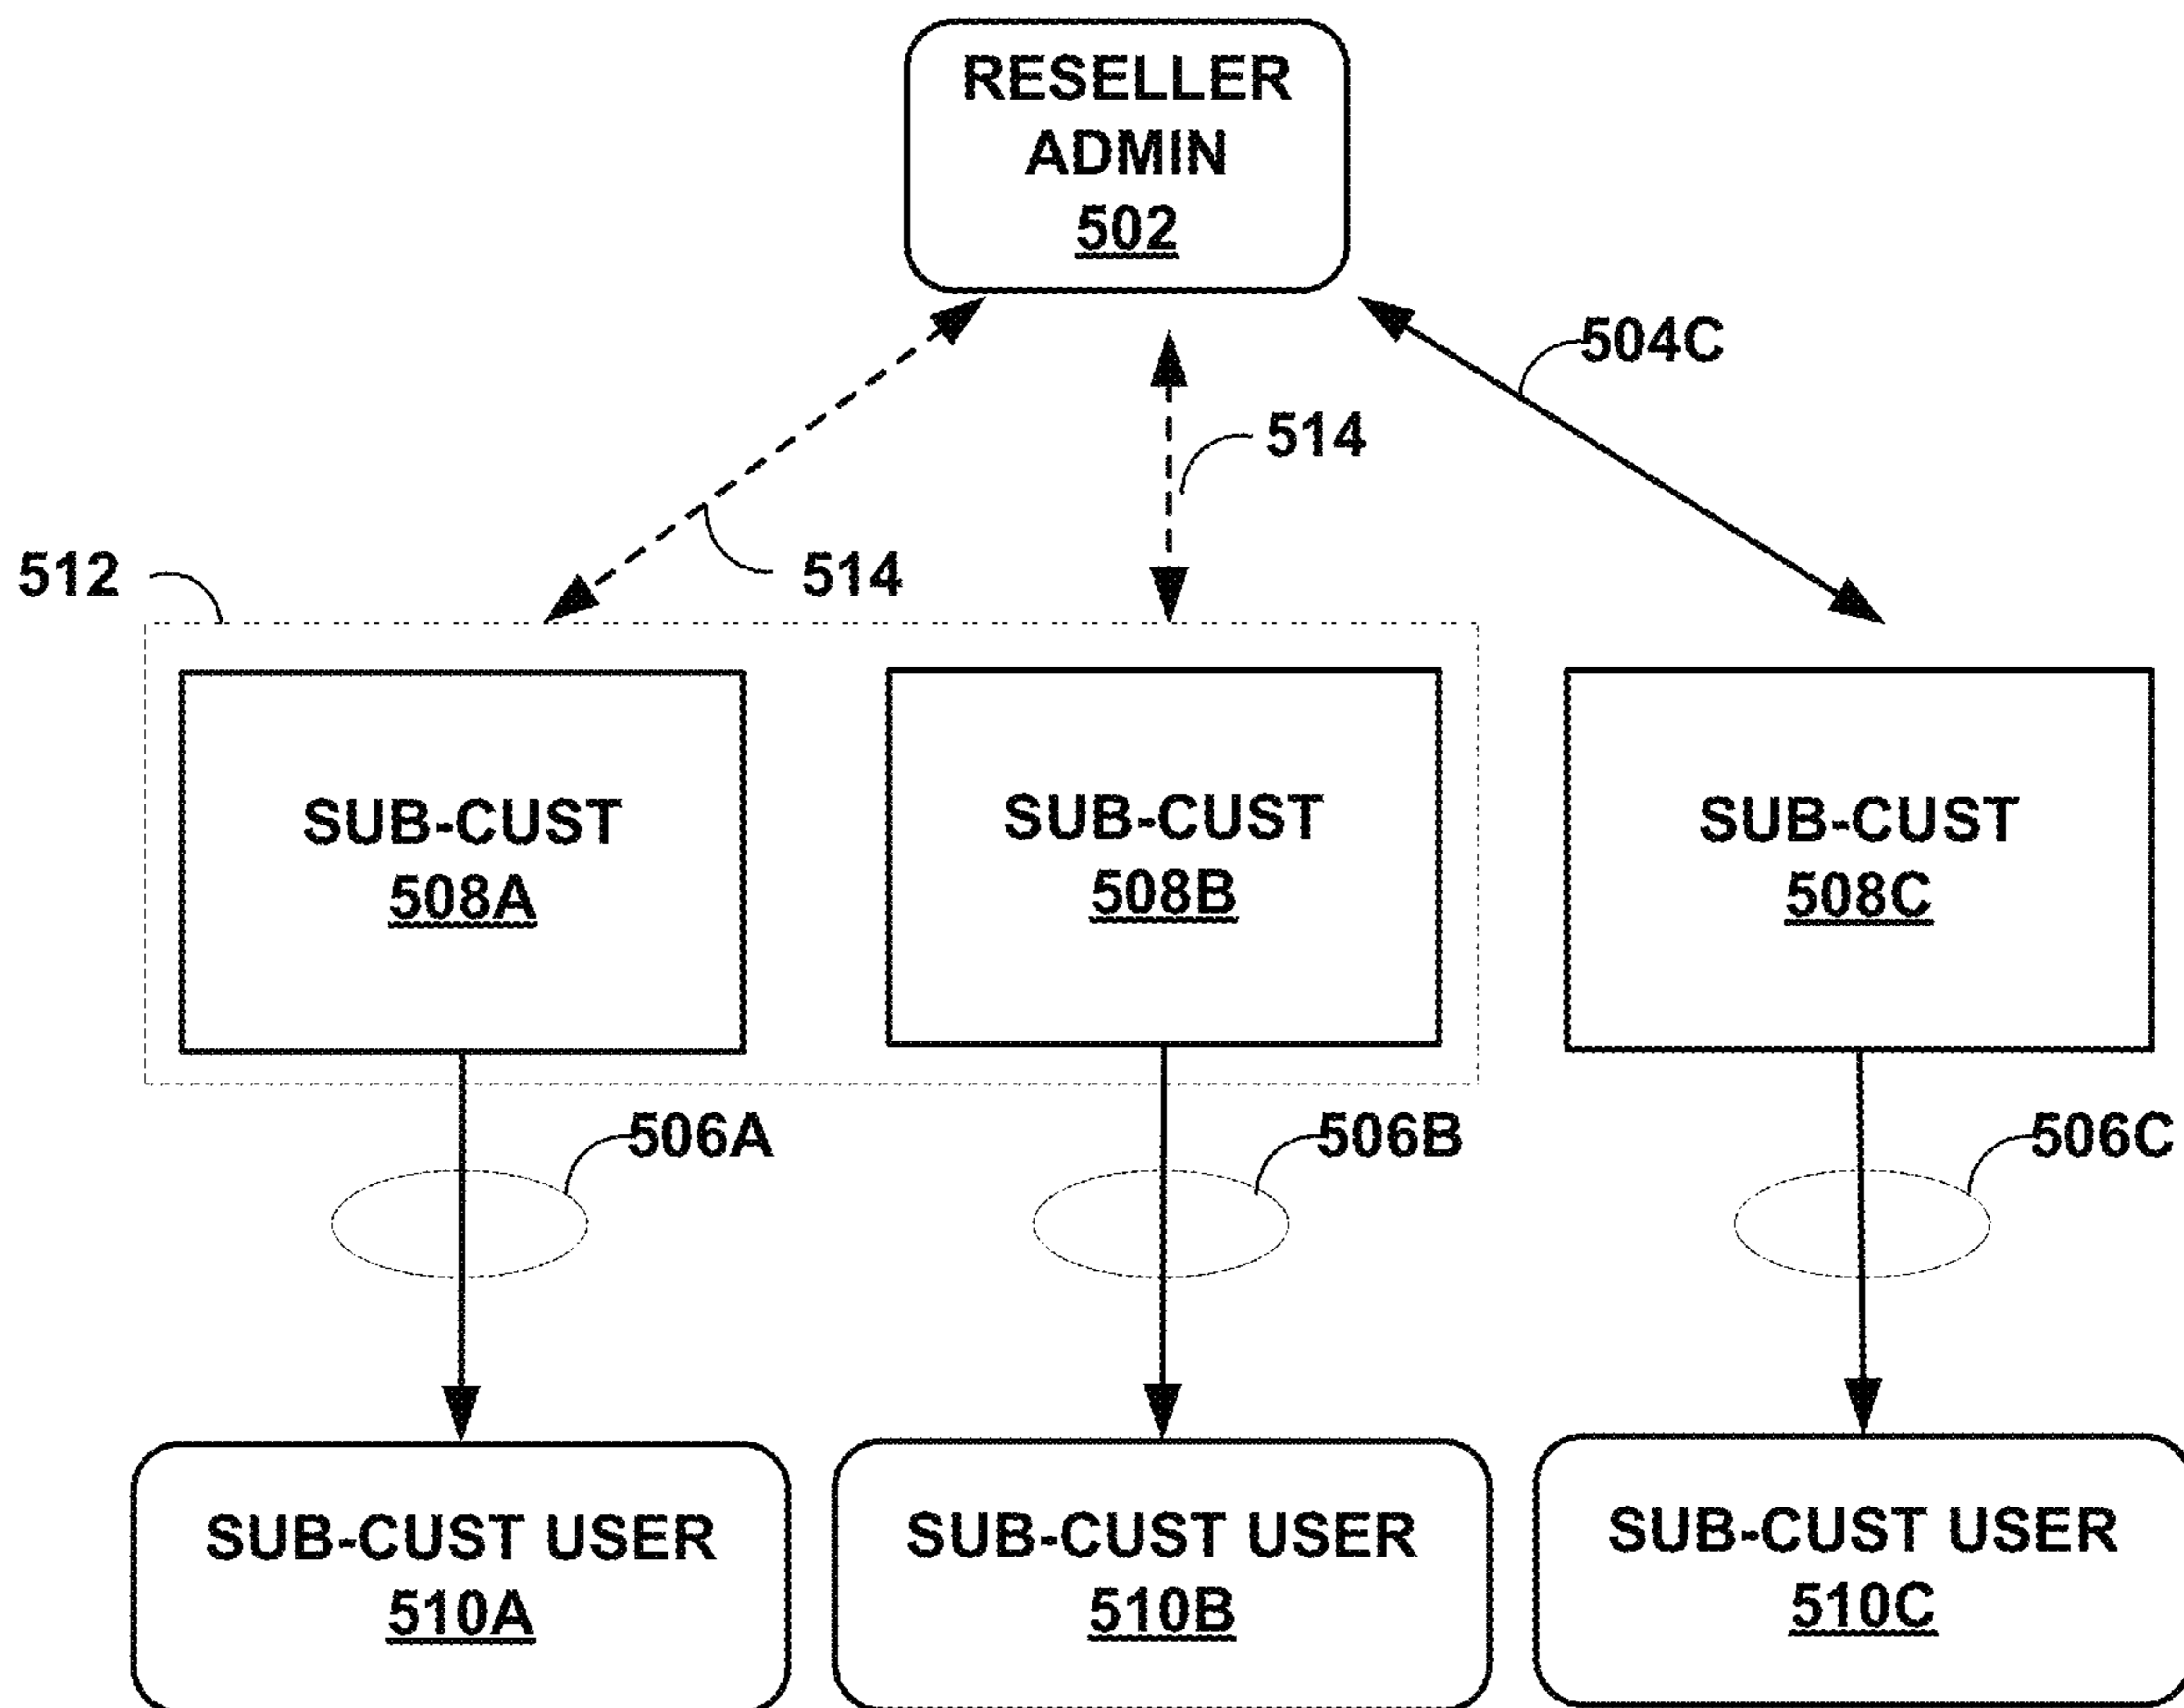 RESELLER
ADMIN
502
504C
514
514
512
SUB-CUST
508A
SUB-CUST
508B
SUB-CUST
508C
506A
506B
506C
SUB-CUST USER
510A
SUB-CUST USER
510B
SUB-CUST USER
510C